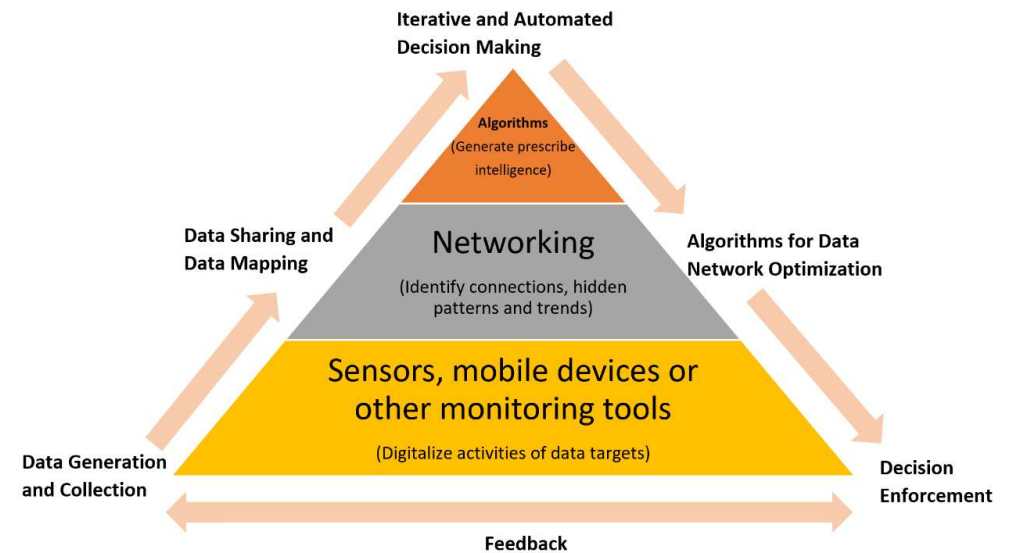 Iterative and Automated
Decision Making
Algorithms
(Generate prescribe
intelligence)
Data Sharing and
Data Mapping
Networking
(Identify connections, hidden
patterns and trends)
Algorithms for Data
Network Optimization
Sensors, mobile devices or
other monitoring tools
(Digitalize activities of data targets)
Data Generation
and Collection
Decision
Enforcement
Feedback